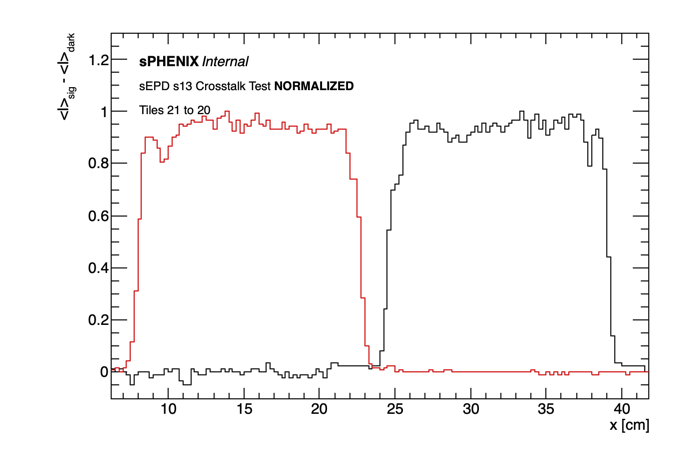 <I>sig - <I>dark
1.2
sPHENIX Internal
sEPD s13 Crosstalk Test NORMALIZED
Tiles 21 to 20
1
0.8
0.6
0.4
0.2
0
10 15 20 25 30 35 40
x [cm]